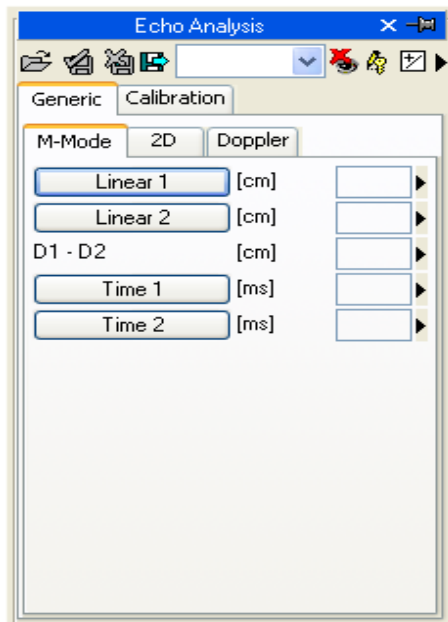 Echo Analysis
Generic Calibration
M-Mode 2D Doppler
Linear 1 [cm]
Linear 2 [cm]
D1 - D2 [cm]
Time 1 [ms]
Time 2 [ms]